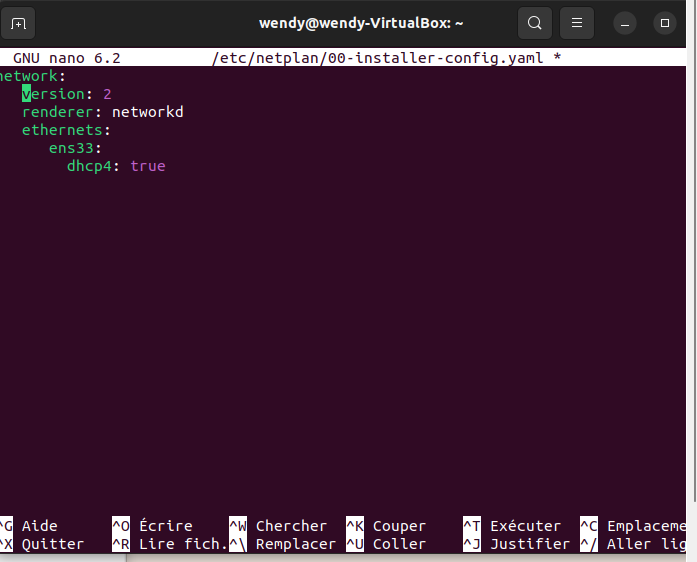 wendy@wendy-VirtualBox: ~
GNU nano 6.2 /etc/netplan/00-installer-config.yaml *
network:
version: 2
renderer: networkd
ethernets:
ens33:
dhcp4: true
^G Aide ^O Écrire ^W Chercher ^K Couper ^T Exécuter ^C Emplaceme
^X Quitter ^R Lire fich. ^\ Remplacer ^U Coller ^J Justifier ^/ Aller lig